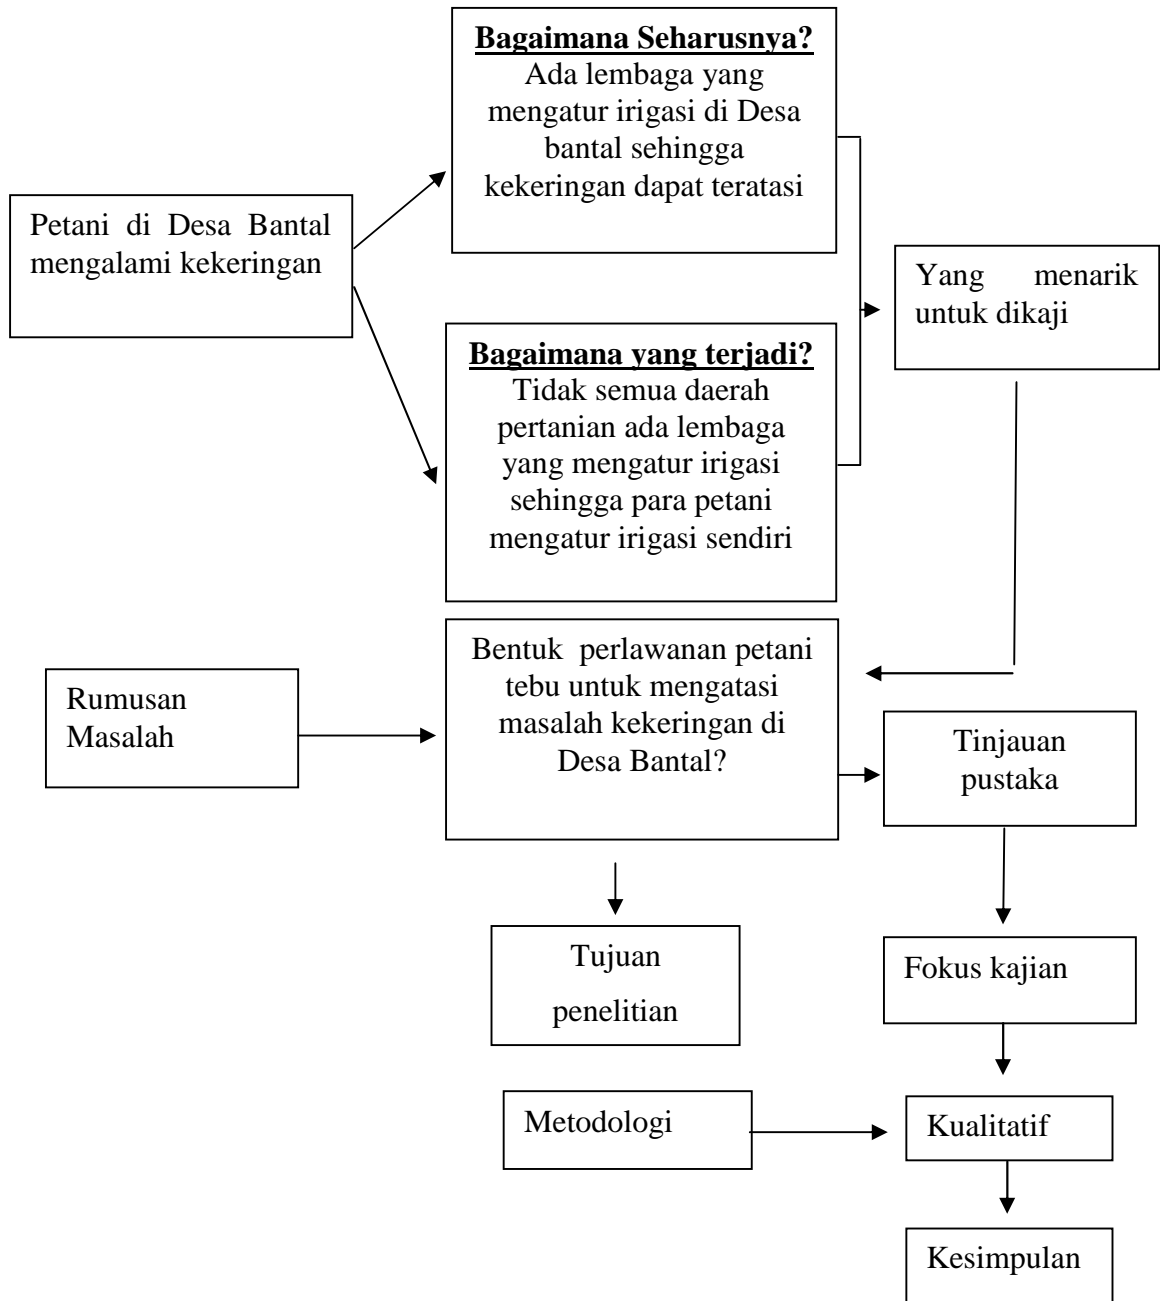 Bagaimana Seharusnya?
Ada lembaga yang
mengatur irigasi di Desa
bantal sehingga
kekeringan dapat teratasi
Petani di Desa Bantal
mengalami kekeringan
Yang menarik
untuk dikaji
Bagaimana yang terjadi?
Tidak semua daerah
pertanian ada lembaga
yang mengatur irigasi
sehingga para petani
mengatur irigasi sendiri
Rumusan
Masalah
Bentuk perlawanan petani
tebu untuk mengatasi
masalah kekeringan di
Desa Bantal?
Tinjauan
pustaka
Tujuan
penelitian
Fokus kajian
Metodologi
Kualitatif
Kesimpulan